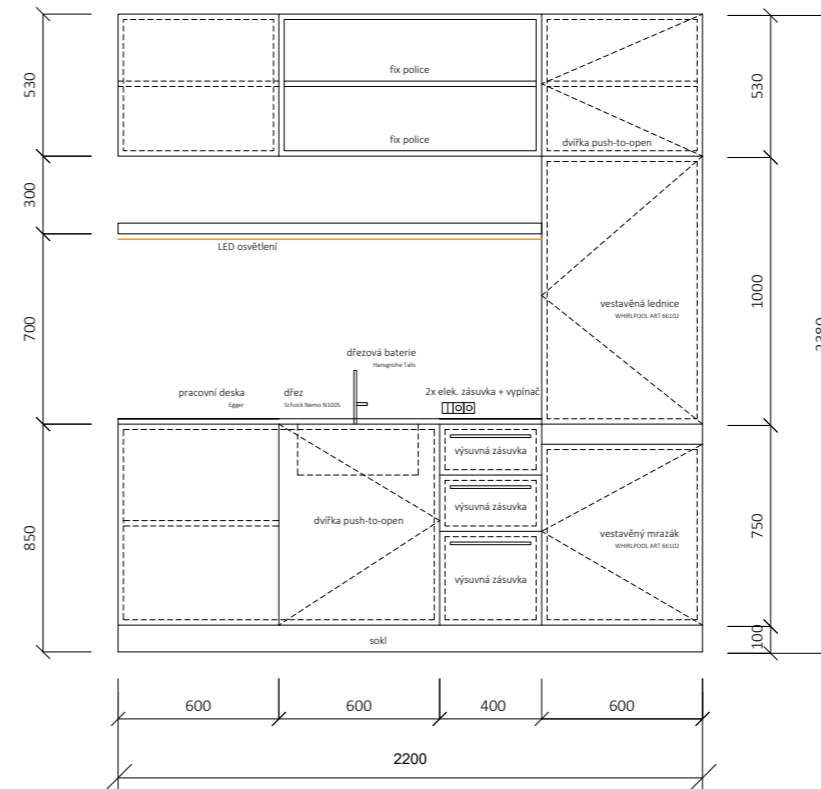 530
530
fix police
fix police
dvířka push-to-open
300
LED osvětlení
vestavěná lednice
WHIRLPOOL ART 66102
1000
2380
700
dřezová baterie
Hansgrohe Talis
pracovní deska
Egger
dřez
Schock Nemo N100S
2x elek. zásuvka + vypínač
výsuvná zásuvka
výsuvná zásuvka
výsuvná zásuvka
dvířka push-to-open
vestavěný mrazák
WHIRLPOOL ART 66102
850
750
100
sokl
600
600
400
600
2200